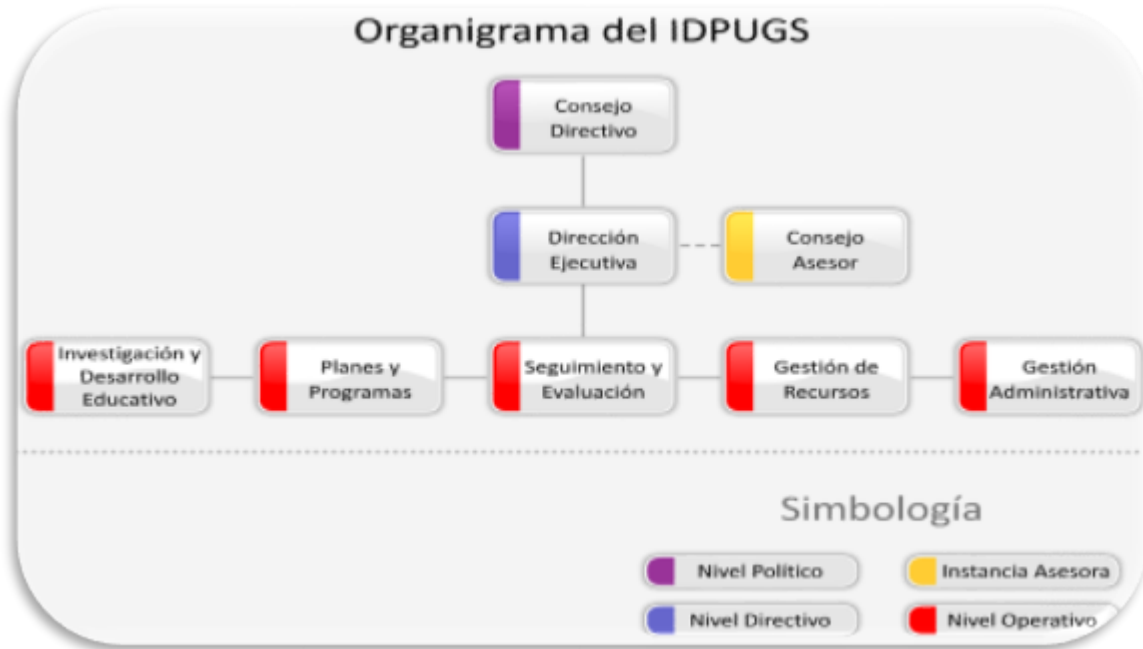 Organigrama del IDPUGS
Consejo
Directivo
Dirección
Ejecutiva
Consejo
Asesor
Investigación y
Desarrollo
Educativo
Planes y
Programas
Seguimiento y
Evaluación
Gestión de
Recursos
Gestión
Administrativa
Simbología
Nivel Político
Instancia Asesora
Nivel Directivo
Nivel Operativo